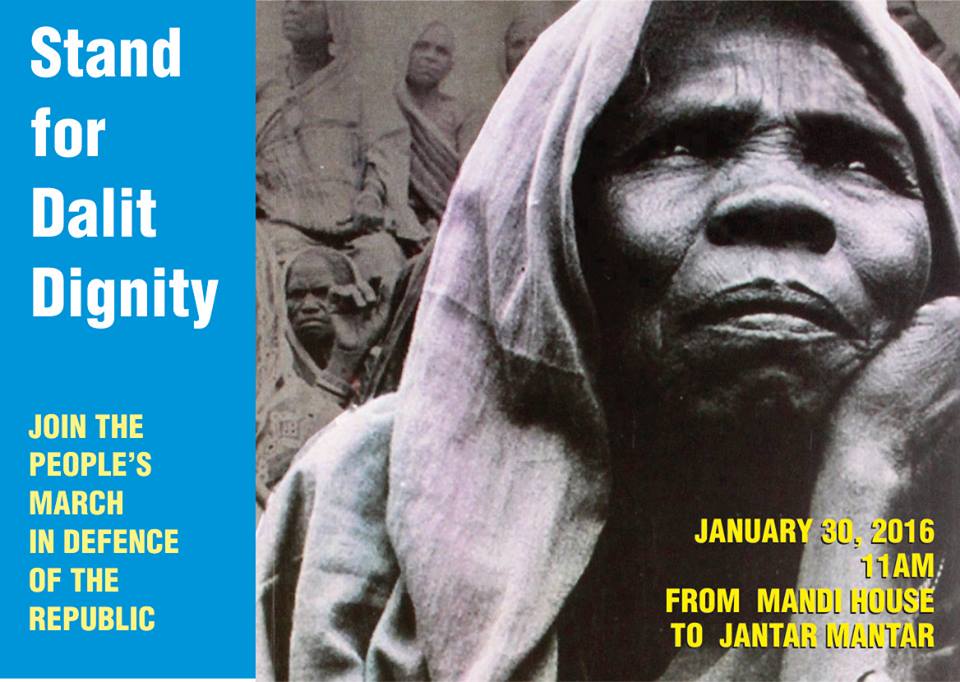 Stand
for
Dalit
Dignity
JOIN THE
PEOPLE'S
MARCH
IN DEFENCE
OF THE
REPUBLIC
JANUARY 30, 2016
11AM
FROM MANDI HOUSE
TO JANTAR MANTAR